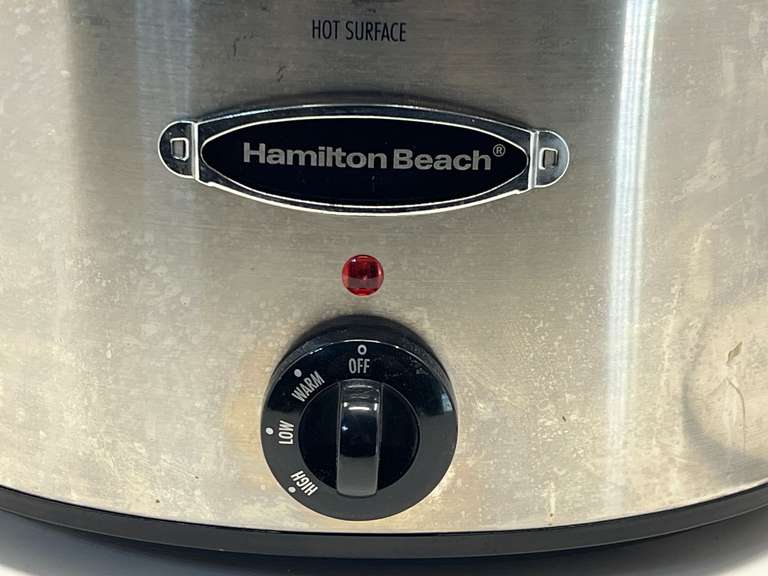 HOT SURFACE
Hamilton Beach®
OFF
WARM
LOW
HIGH